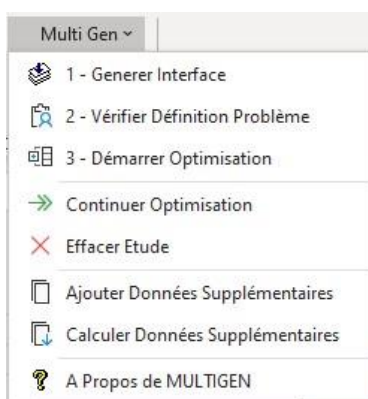 Multi Gen
1 - Generer Interface
2 - Vérifier Définition Problème
3 - Démarrer Optimisation
Continuer Optimisation
Effacer Etude
Ajouter Données Supplémentaires
Calculer Données Supplémentaires
A Propos de MULTIGEN